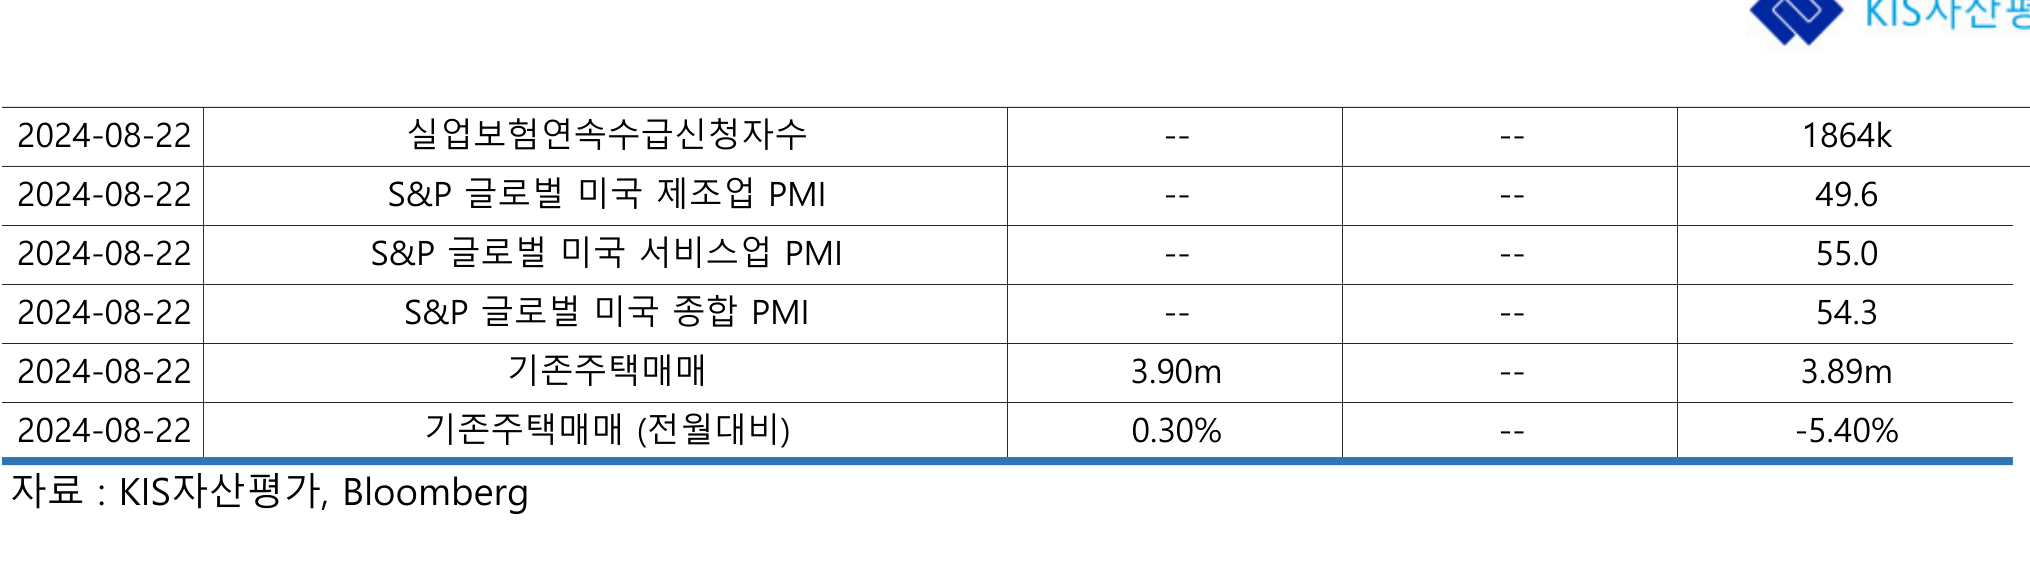 KIS자산평
2024-08-22 실업보험연속수급신청자수 -- -- 1864k
2024-08-22 S&P 글로벌 미국 제조업 PMI -- -- 49.6
2024-08-22 S&P 글로벌 미국 서비스업 PMI -- -- 55.0
2024-08-22 S&P 글로벌 미국 종합 PMI -- -- 54.3
2024-08-22 기존주택매매 3.90m -- 3.89m
2024-08-22 기존주택매매 (전월대비) 0.30% -- -5.40%
자료 : KIS자산평가, Bloomberg